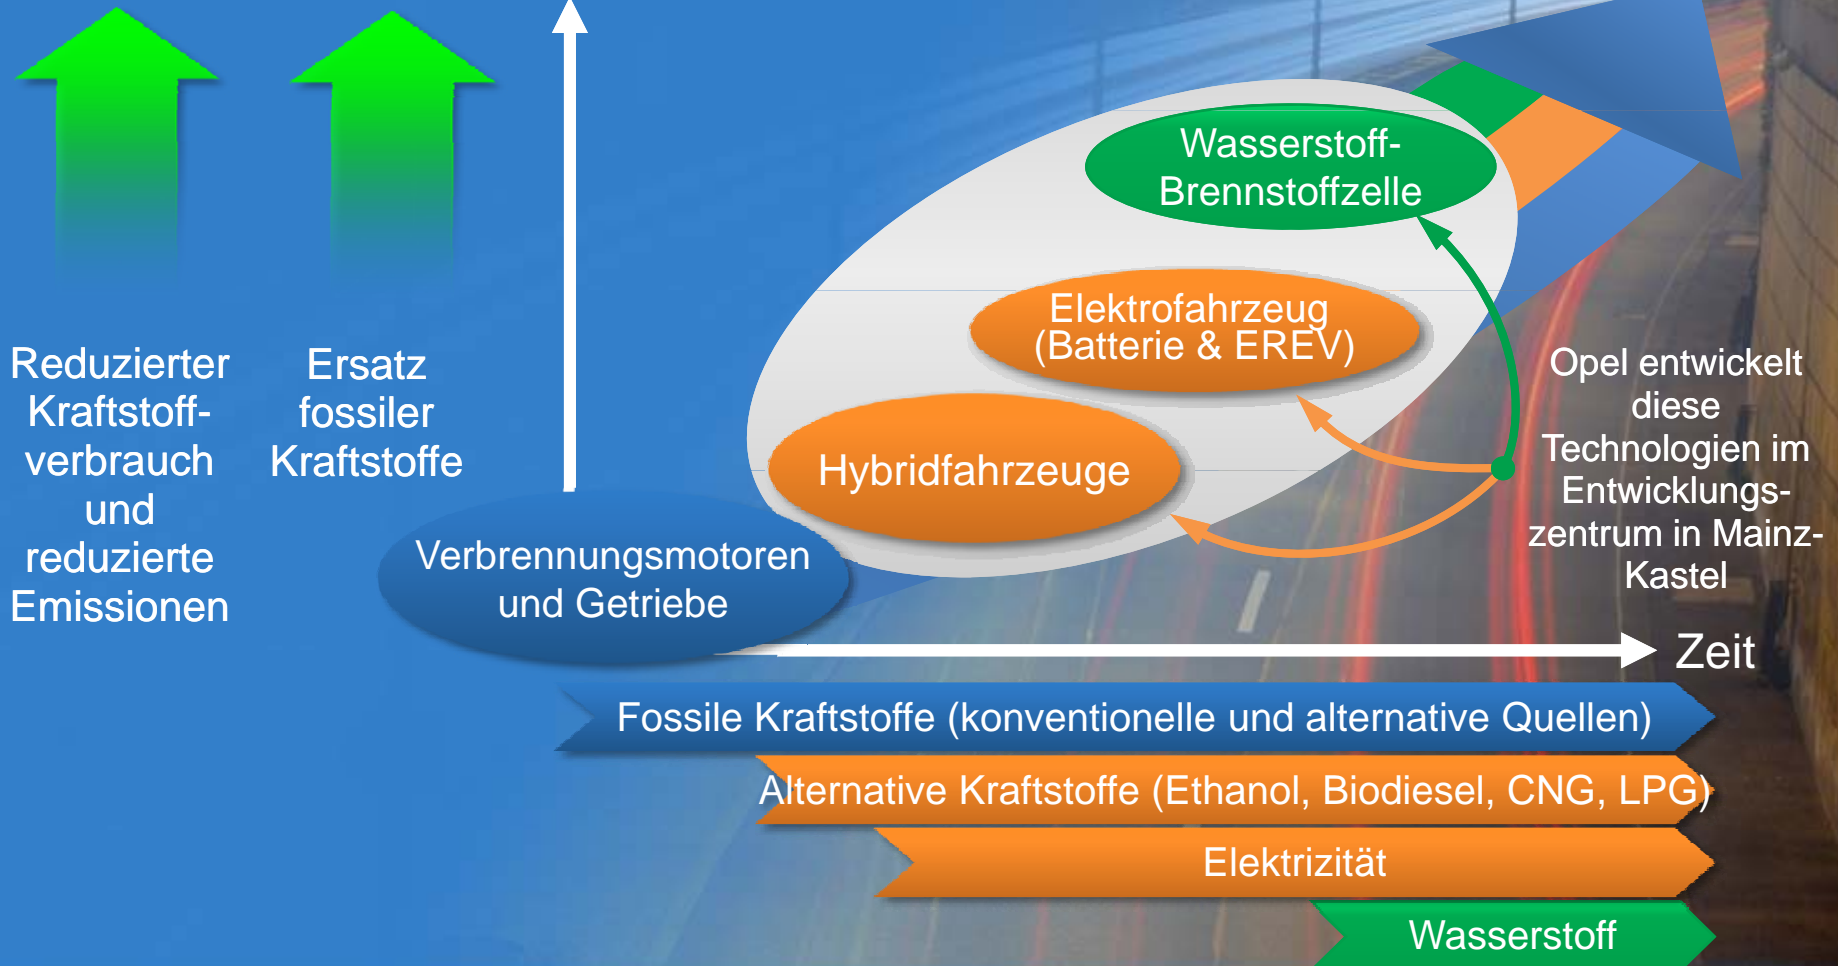 Wasserstoff-
Brennstoffzelle
Elektrofahrzeug
(Batterie & EREV)
Hybridfahrzeuge
Verbrennungsmotoren
und Getriebe
Reduzierter
Kraftstoff-
verbrauch
und
reduzierte
Emissionen
Ersatz
fossiler
Kraftstoffe
Opel entwickelt
diese
Technologien im
Entwicklungs-
zentrum in Mainz-
Kastel
Zeit
Fossile Kraftstoffe (konventionelle und alternative Quellen)
Alternative Kraftstoffe (Ethanol, Biodiesel, CNG, LPG)
Elektrizität
Wasserstoff